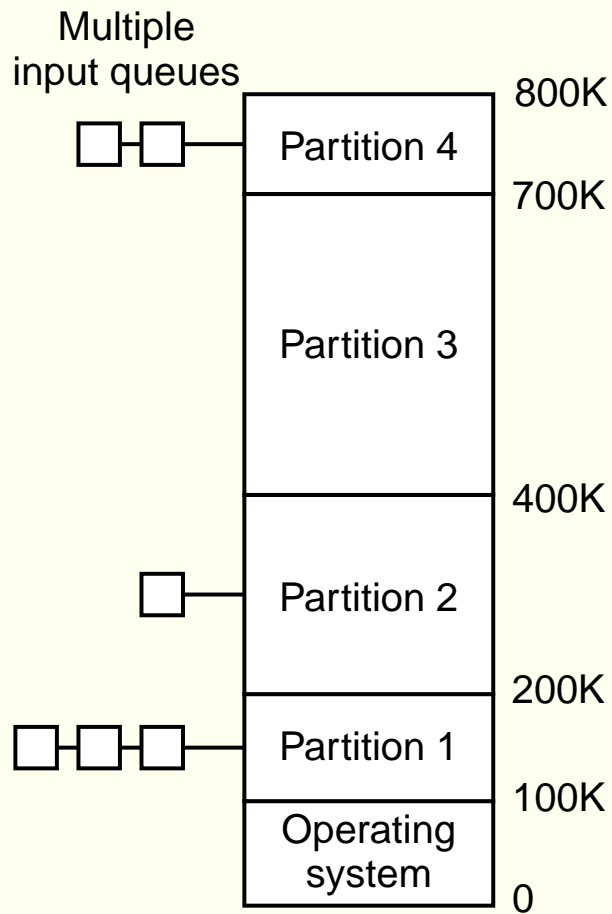 Multiple
input queues
800K
Partition 4
700K
Partition 3
400K
Partition 2
200K
Partition 1
100K
Operating
system
0